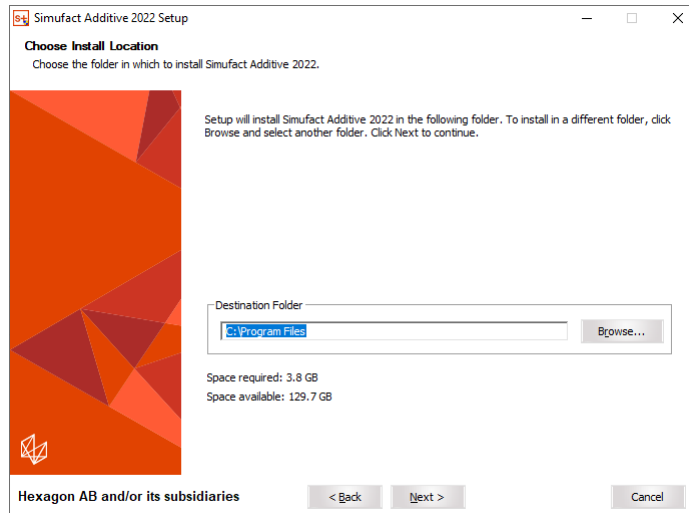 S+ Simufact Additive 2022 Setup
Choose Install Location
Choose the folder in which to install Simufact Additive 2022.
Setup will install Simufact Additive 2022 in the following folder. To install in a different folder, click
Browse and select another folder. Click Next to continue.
Destination Folder
C:\Program Files
Browse...
Space required: 3.8 GB
Space available: 129.7 GB
Hexagon AB and/or its subsidiaries
< Back
Next >
Cancel